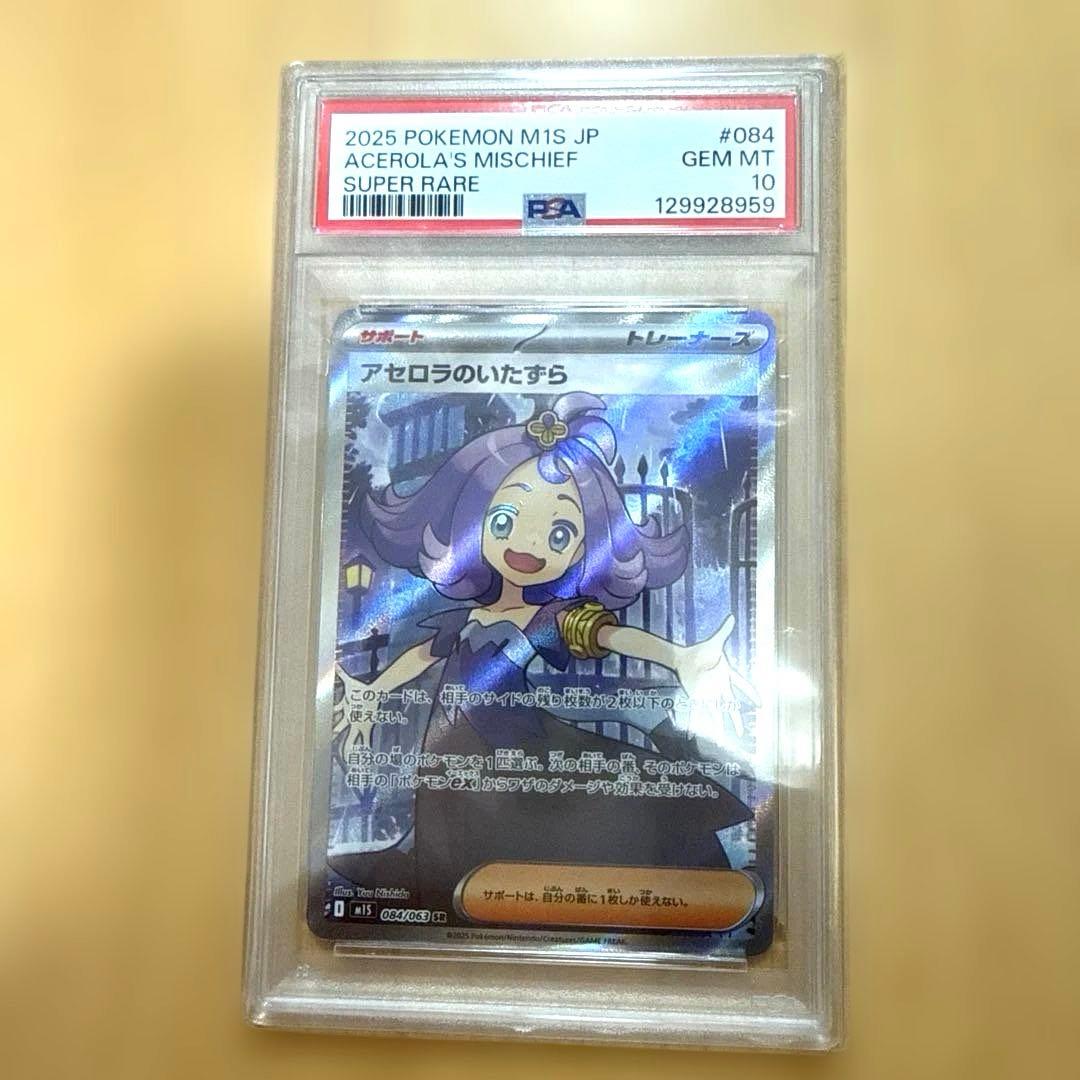 2025 POKEMON M1S JP #084
ACEROLA'S MISCHIEF GEM MT
SUPER RARE 10
PSA 129928959
サポート トレーナーズ
アセロラのいたずら
このカードは、相手のサイドの残り枚数が2枚以下の
使えない。
自分の場のポケモンを1匹選ぶ。次の相手の番、そのポケモンは
相手の「ポケモンex」からワザのダメージや効果を受けない。
Illus. Yuu Nishida
サポートは、自分の番に1枚しか使えない。
M1S 084/063 SR
©2025 Pokémon/Nintendo/Creatures/GAME FREAK.